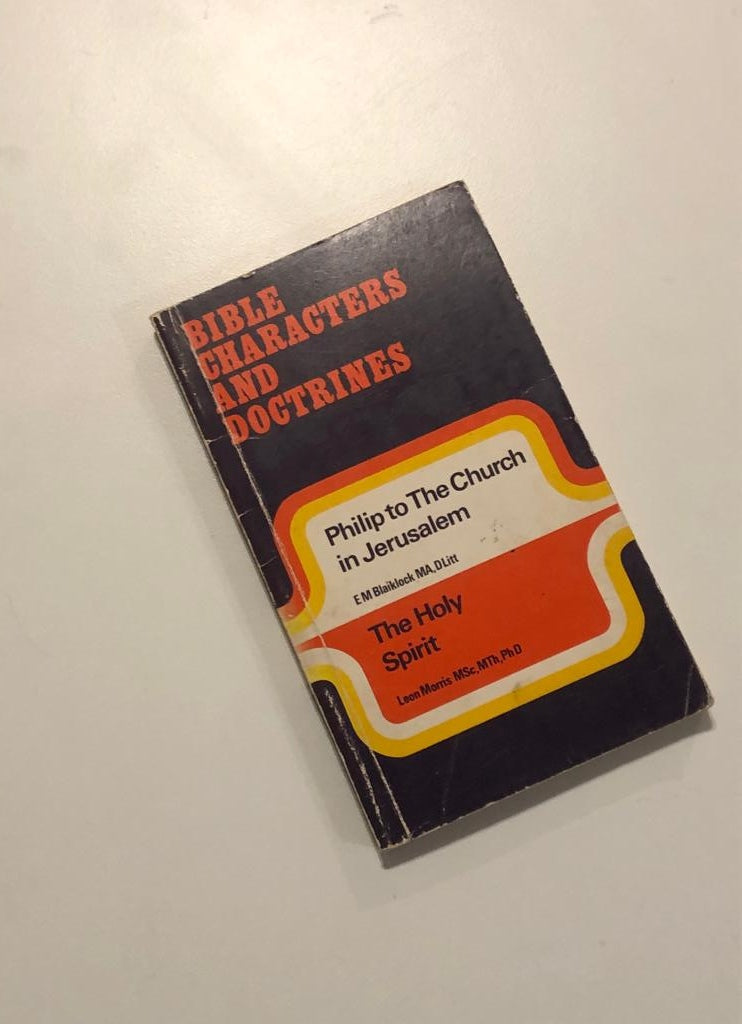 BIBLE
CHARACTERS
AND
DOCTRINES
Philip to The Church
in Jerusalem
E M Blaiklock MA, DLitt
The Holy
Spirit
Leon Morris MSc, MTh, PhD